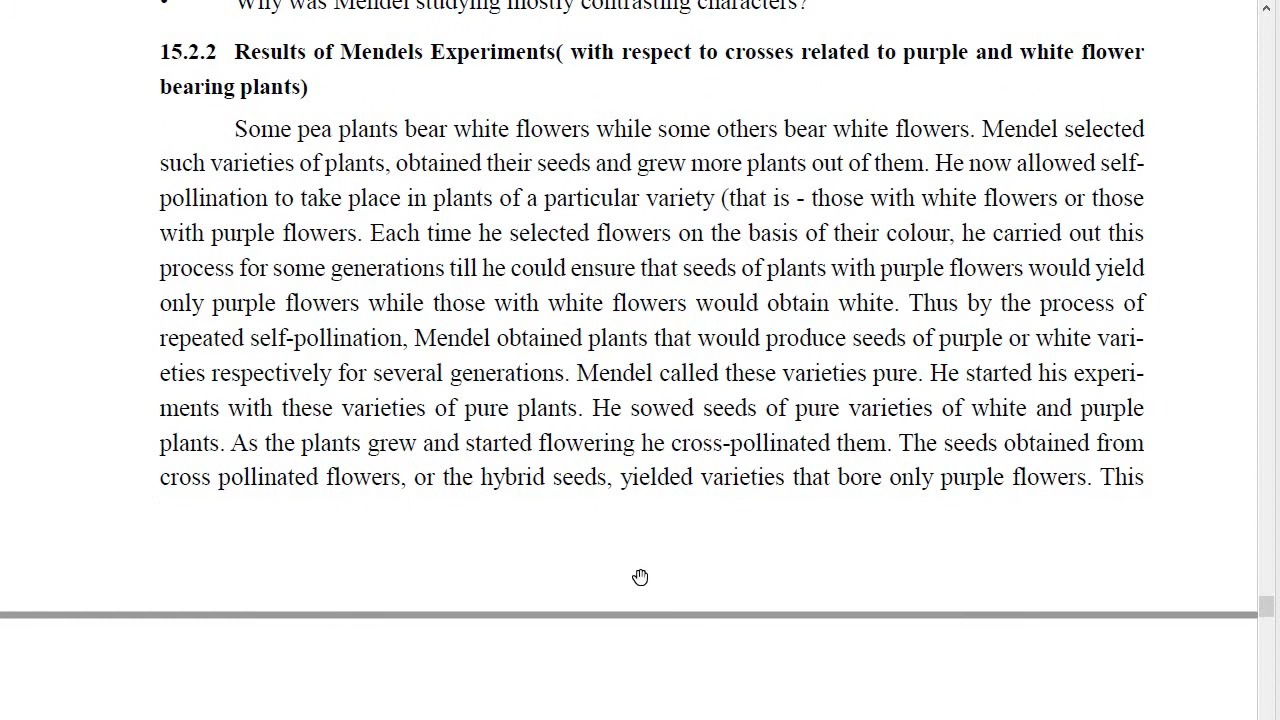 • Why was Mendel studying mostly contrasting characters?
15.2.2 Results of Mendels Experiments( with respect to crosses related to purple and white flower
bearing plants)
Some pea plants bear white flowers while some others bear white flowers. Mendel selected
such varieties of plants, obtained their seeds and grew more plants out of them. He now allowed self-
pollination to take place in plants of a particular variety (that is - those with white flowers or those
with purple flowers. Each time he selected flowers on the basis of their colour, he carried out this
process for some generations till he could ensure that seeds of plants with purple flowers would yield
only purple flowers while those with white flowers would obtain white. Thus by the process of
repeated self-pollination, Mendel obtained plants that would produce seeds of purple or white vari-
eties respectively for several generations. Mendel called these varieties pure. He started his experi-
ments with these varieties of pure plants. He sowed seeds of pure varieties of white and purple
plants. As the plants grew and started flowering he cross-pollinated them. The seeds obtained from
cross pollinated flowers, or the hybrid seeds, yielded varieties that bore only purple flowers. This